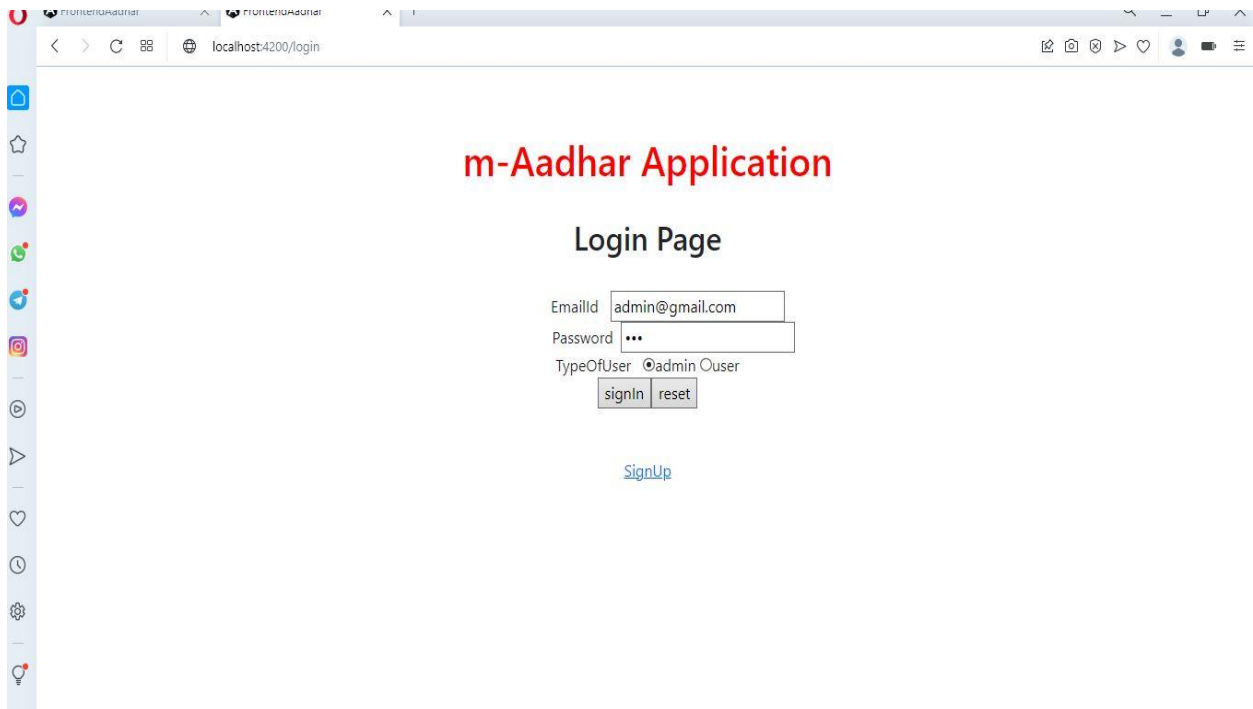 FrontendAadhar FrontendAadhar
localhost:4200/login
m-Aadhar Application
Login Page
EmailId admin@gmail.com
Password •••
TypeOfUser admin user
signIn reset
SignUp